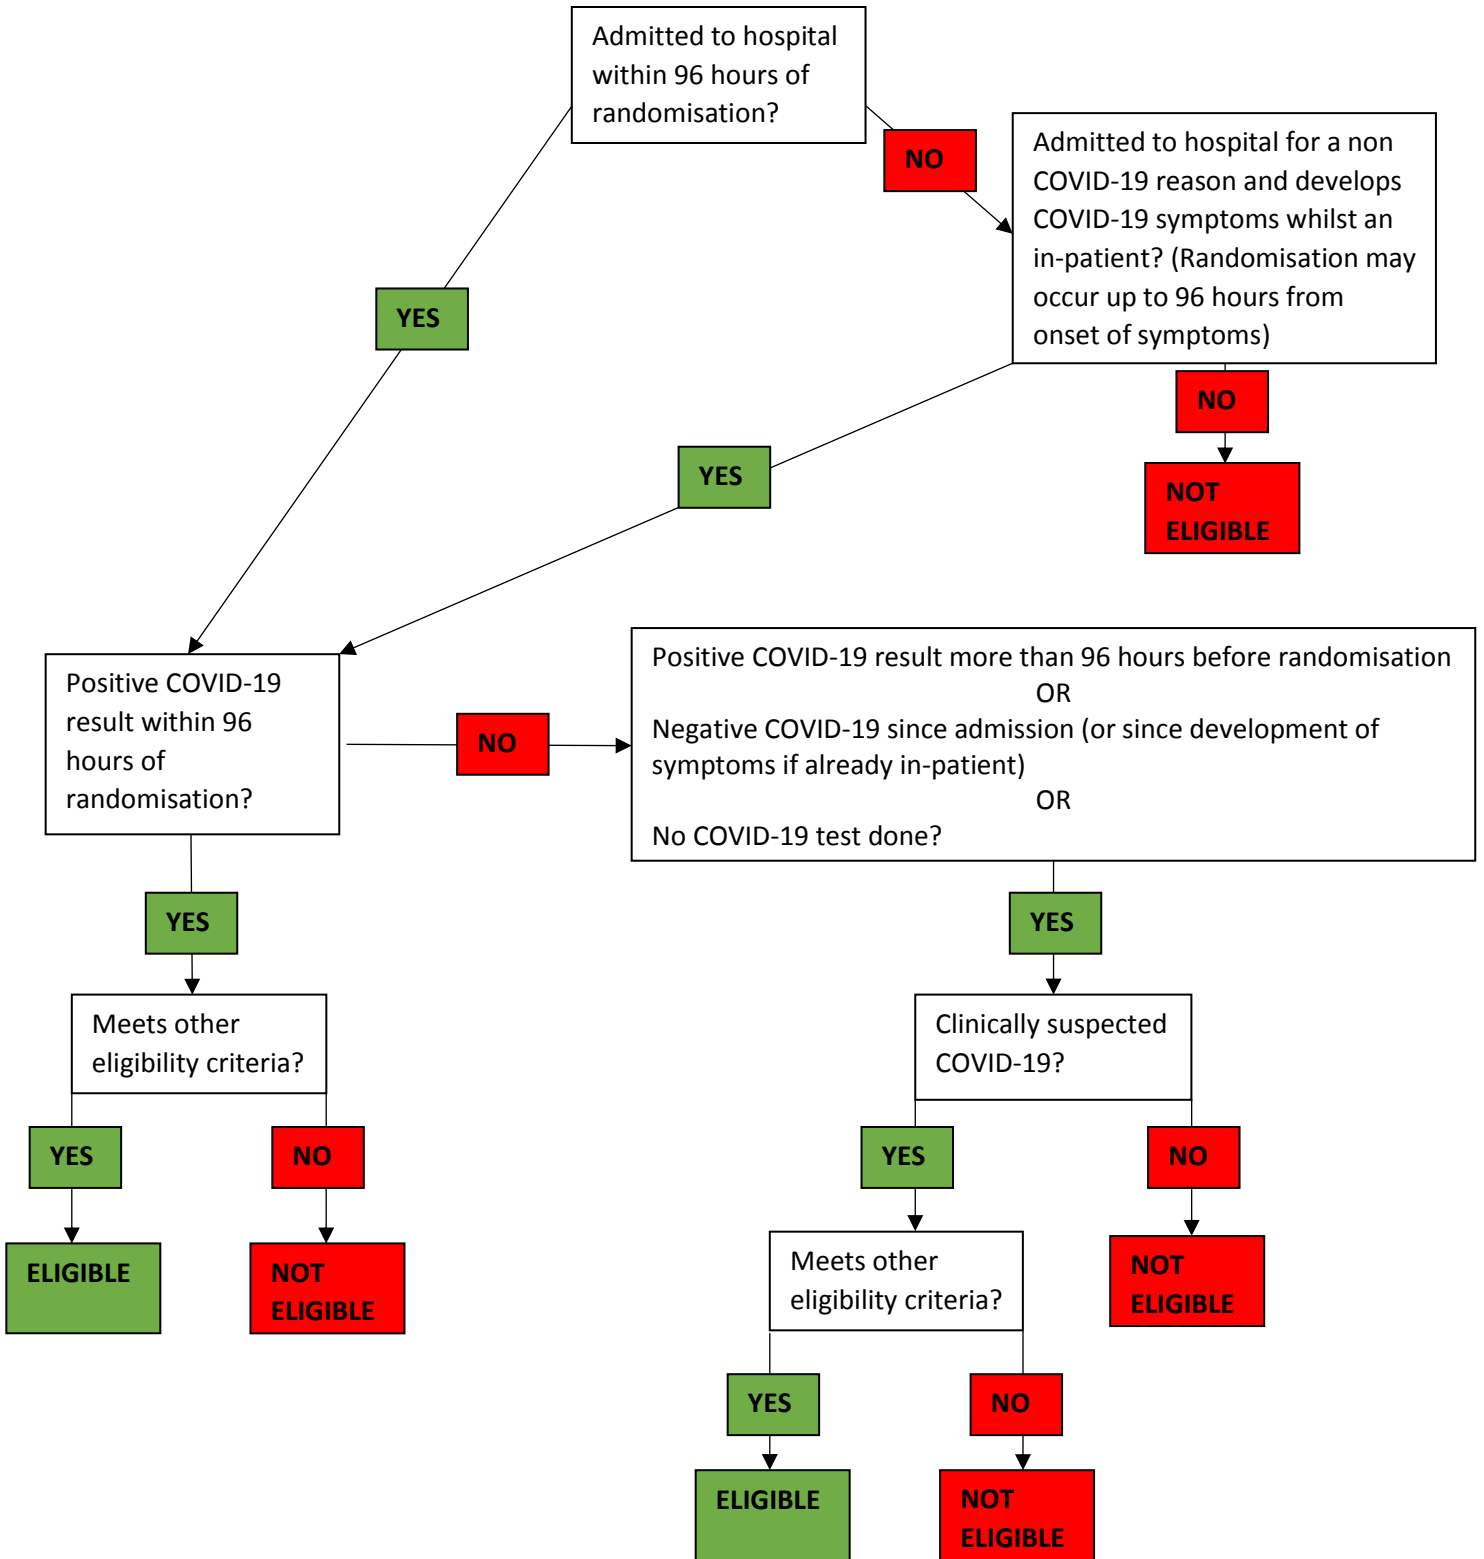 Admitted to hospital
within 96 hours of
randomisation?
NO
Admitted to hospital for a non
COVID-19 reason and develops
COVID-19 symptoms whilst an
in-patient? (Randomisation may
occur up to 96 hours from
onset of symptoms)
YES
NO
YES
NOT
ELIGIBLE
Positive COVID-19
result within 96
hours of
randomisation?
NO
Positive COVID-19 result more than 96 hours before randomisation
OR
Negative COVID-19 since admission (or since development of
symptoms if already in-patient)
OR
No COVID-19 test done?
YES
YES
Meets other
eligibility criteria?
Clinically suspected
COVID-19?
YES
NO
YES
NO
ELIGIBLE
NOT
ELIGIBLE
Meets other
eligibility criteria?
NOT
ELIGIBLE
YES
NO
ELIGIBLE
NOT
ELIGIBLE